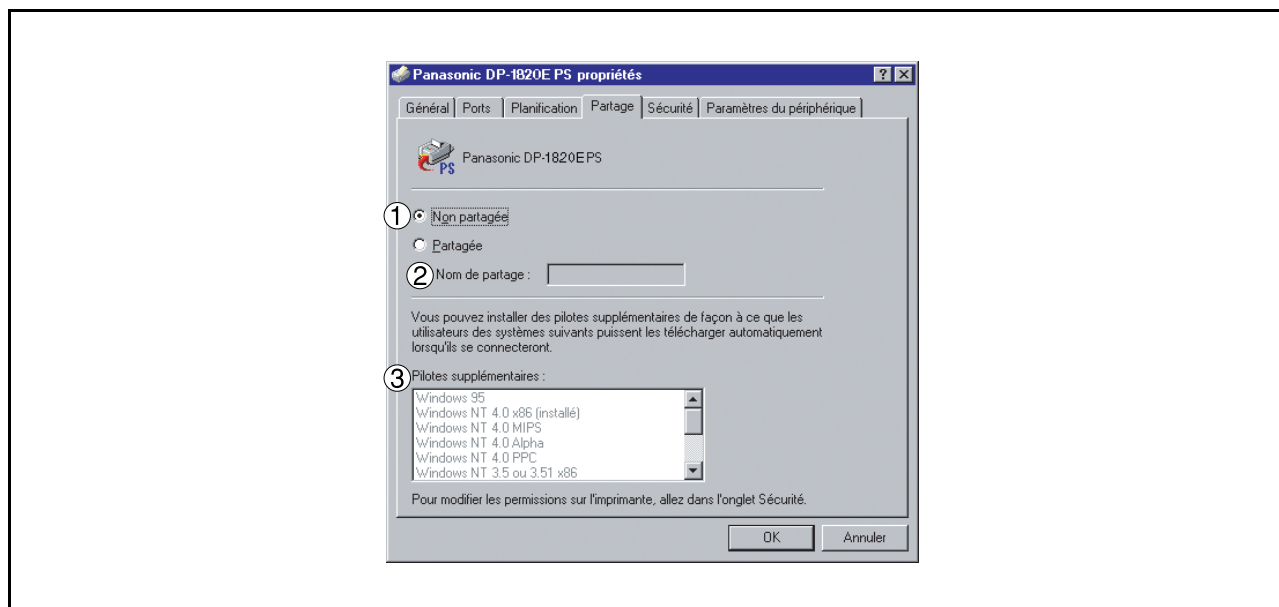 Panasonic DP-1820E PS propriétés
Général Ports Planification Partage Sécurité Paramètres du périphérique
PS Panasonic DP-1820EPS
1 Non partagée
Partagée
2 Nom de partage :
Vous pouvez installer des pilotes supplémentaires de façon à ce que les
utilisateurs des systèmes suivants puissent les télécharger automatiquement
lorsqu'ils se connecteront.
3 Pilotes supplémentaires :
Windows 95
Windows NT 4.0 x86 (installé)
Windows NT 4.0 MIPS
Windows NT 4.0 Alpha
Windows NT 4.0 PPC
Windows NT 3.5 ou 3.51 x86
Pour modifier les permissions sur l'imprimante, allez dans l'onglet Sécurité.
OK Annuler